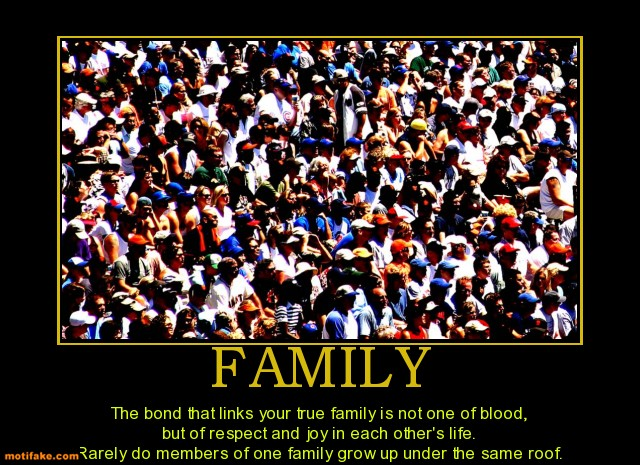 FAMILY
The bond that links your true family is not one of blood,
but of respect and joy in each other's life.
Rarely do members of one family grow up under the same roof.
motifake.com